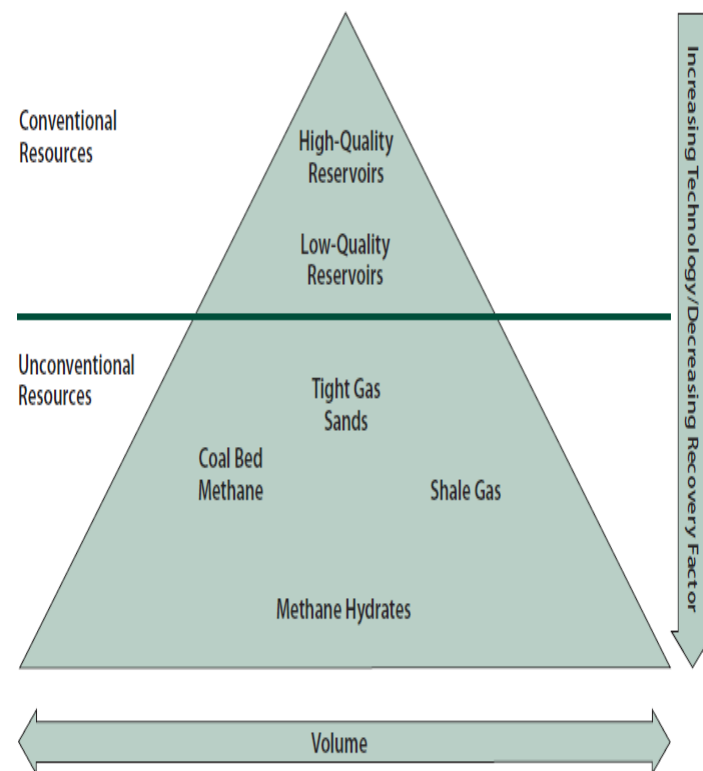 Conventional
Resources
High-Quality
Reservoirs
Low-Quality
Reservoirs
Unconventional
Resources
Tight Gas
Sands
Coal Bed
Methane
Shale Gas
Methane Hydrates
Volume
Increasing Technology/Decreasing Recovery Factor